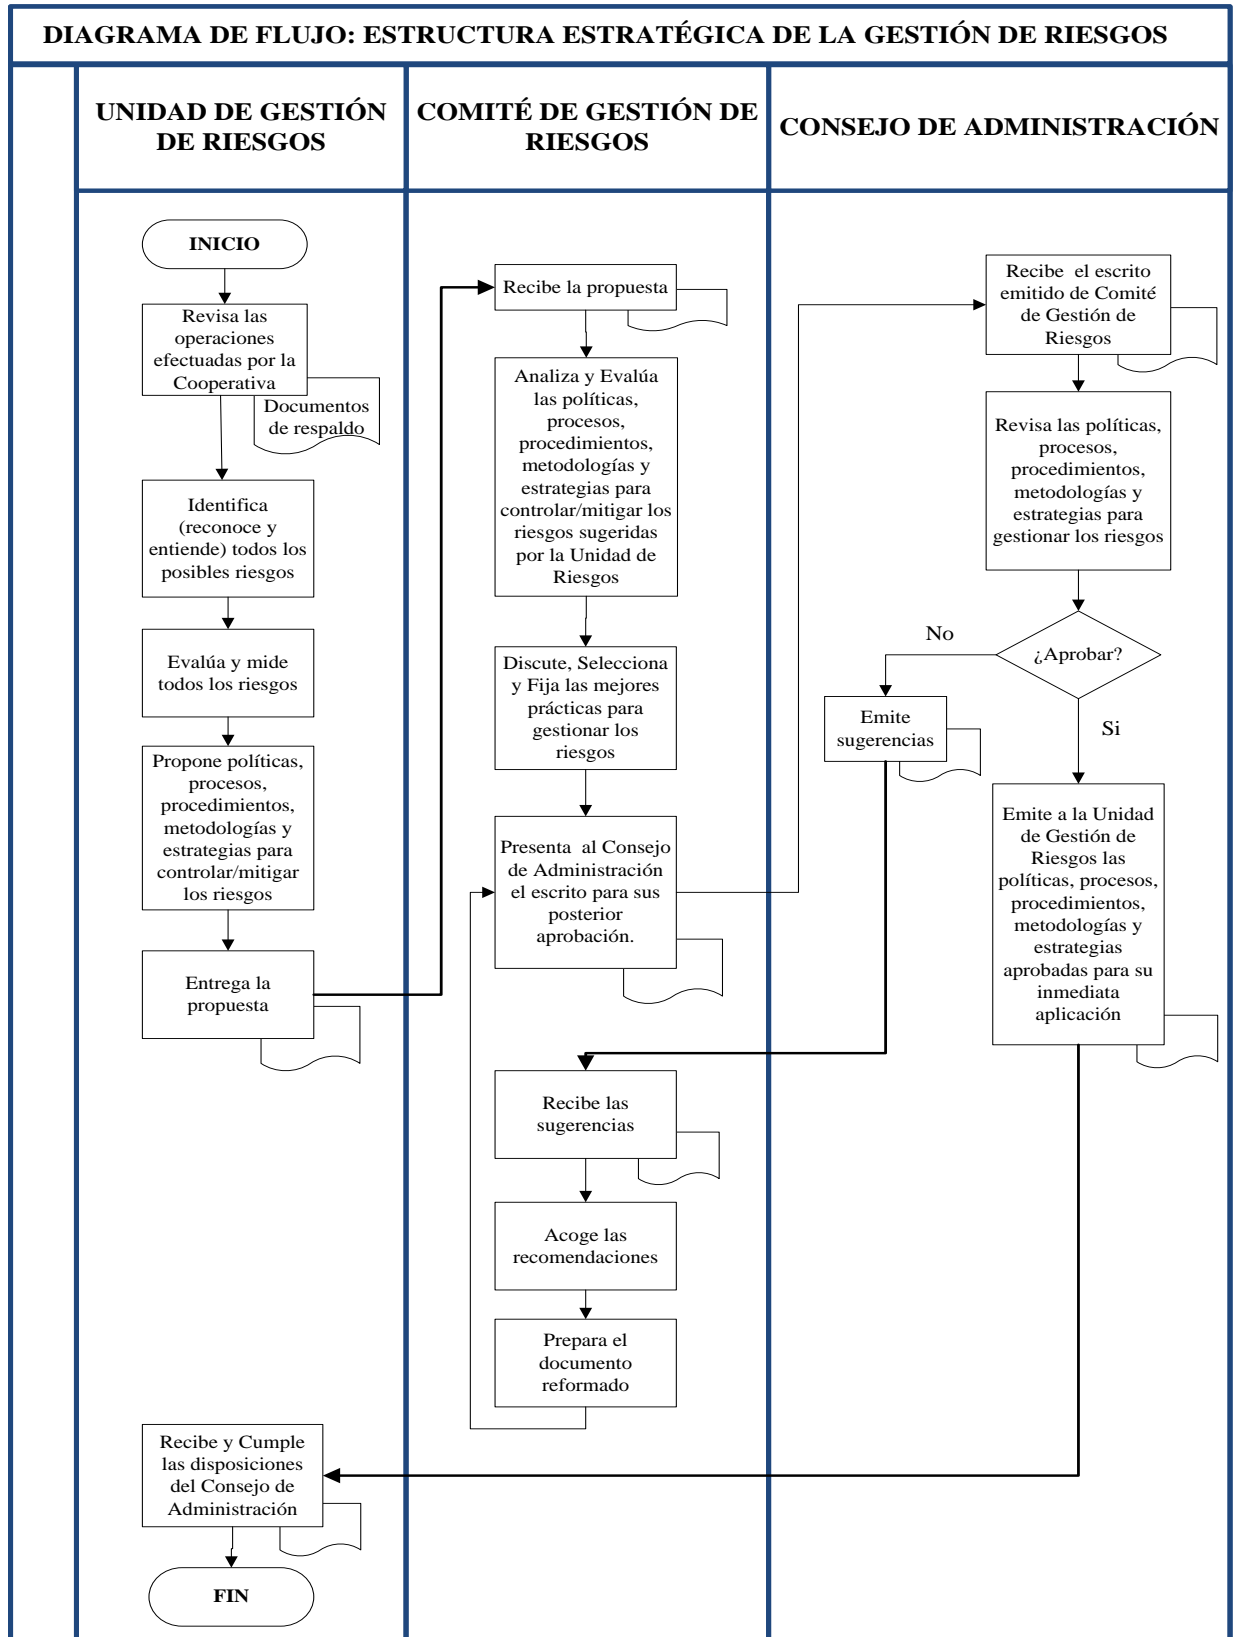 DIAGRAMA DE FLUJO: ESTRUCTURA ESTRATÉGICA DE LA GESTIÓN DE RIESGOS
UNIDAD DE GESTIÓN
DE RIESGOS
COMITÉ DE GESTIÓN DE
RIESGOS
CONSEJO DE ADMINISTRACIÓN
INICIO
Revisa las
operaciones
efectuadas por la
Cooperativa
Documentos
de respaldo
Identifica
(reconoce y
entiende) todos los
posibles riesgos
Evalúa y mide
todos los riesgos
Propone políticas,
procesos,
procedimientos,
metodologías y
estrategias para
controlar/mitigar
los riesgos
Entrega la
propuesta
Recibe la propuesta
Analiza y Evalúa
las políticas,
procesos,
procedimientos,
metodologías y
estrategias para
controlar/mitigar los
riesgos sugeridas
por la Unidad de
Riesgos
Discute, Selecciona
y Fija las mejores
prácticas para
gestionar los
riesgos
Presenta al Consejo
de Administración
el escrito para sus
posterior
aprobación.
Recibe el escrito
emitido de Comité
de Gestión de
Riesgos
Revisa las políticas,
procesos,
procedimientos,
metodologías y
estrategias para
gestionar los riesgos
¿Aprobar?
No
Si
Emite
sugerencias
Emite a la Unidad
de Gestión de
Riesgos las
políticas, procesos,
procedimientos,
metodologías y
estrategias
aprobadas para su
inmediata
aplicación
Recibe las
sugerencias
Acoge las
recomendaciones
Prepara el
documento
reformado
Recibe y Cumple
las disposiciones
del Consejo de
Administración
FIN